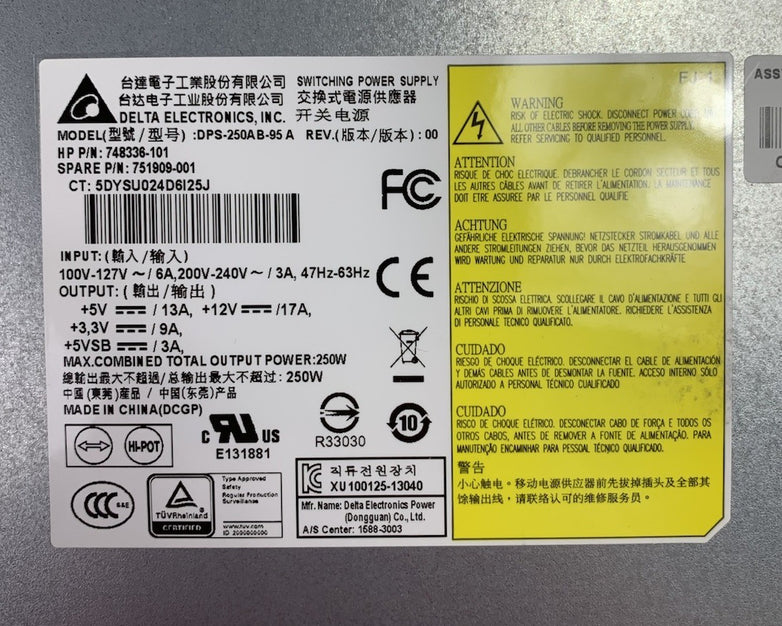 台達電子工業股份有限公司 SWITCHING POWER SUPPLY
台达电子工业股份有限公司 交換式電源供應器
DELTA ELECTRONICS, INC. 开关电源
MODEL(型號/型号) :DPS-250AB-95 A REV.(版本/版本) : 00
HP P/N: 748336-101
SPARE P/N: 751909-001
CT: 5DYSU024D6I25J
FC
INPUT: (輸入/输入)
100V-127V ~ / 6A,200V-240V ~ / 3A, 47Hz-63Hz
OUTPUT: ( 輸出/输出 )
+5V / 13A, +12V /17A,
+3,3V / 9A,
+5VSB / 3A,
MAX.COMBINED TOTAL OUTPUT POWER:250W
總輸出最大不超過/总输出最大不超过: 250W
中國 (東莞)產品 / 中国(东莞)产品
MADE IN CHINA(DCGP)
CE
HI-POT
c RU US
E131881
R33030
10
CCC S&E
TÜVRheinland
CERTIFIED
Type Approved
Safety
Regular Production
Surveillance
www.tuv.com
ID 2000000000
직류전원장치
XU100125-13040
Mfr. Name: Delta Electronics Power
(Dongguan) Co., Ltd.
A/S Center: 1588-3003
WARNING
RISK OF ELECTRIC SHOCK. DISCONNECT POWER CORD
ALL OTHER CABLES BEFORE REMOVING THE POWER SUPPLY.
REFER SERVICING TO QUALIFIED PERSONNEL.
ATTENTION
RISQUE DE CHOC ELECTRIQUE. DEBRANCHER LE CORDON SECTEUR ET TOUS
LES AUTRES CÂBLES AVANT DE RETIRER L'ALIMENTATION. LA MAINTENANCE
DOIT ETRE ASSUREE PAR LE PERSONNEL QUALIFIE
ACHTUNG
GEFÄHRLICHE ELEKTRISCHE SPANNUNG! NETZSTECKER STROMKABEL UND ALLE
ANDERE STROMLEITUNGEN ZIEHEN, BEVOR DAS NETZTEIL HERAUSGENOMMEN
WIRD WARTUNG UND REPARATUR NUR DURCH ELEKTROFACHKRÄFTE
ATTENZIONE
RISCHIO DI SCOSSA ELETTRICA. SCOLLEGARE IL CAVO D'ALIMENTAZIONE E TUTTI GLI
ALTRI CAVI PRIMA DI RIMUOVERE L'ALIMENTATORE. RICHIEDERE L'ASSISTENZA
DI PERSONALE TECNICO QUALIFICATO.
CUIDADO
RIESGO DE CHOQUE ELÉCTRICO. DESCONECTAR EL CABLE DE ALIMENTACIÓN
Y DEMÁS CABLES ANTES DE DESMONTAR LA FUENTE. ACCESO INTERNO SÓLO
AUTORIZADO A PERSONAL TÉCNICO CUALIFICADO
CUIDADO
RISCO DE CHOQUE ELÉTRICO. DESCONECTAR CABO DE FORÇA E TODOS OS
OTROS CABOS, ANTES DE REMOVER A FONTE DE ALIMENTAÇÃO. PARA
MANUTENÇÃO ENCAMINHAR PARA PESSOAL TÉCNICO QUALIFICADO.
警告
小心触电。移动电源供应器前先拔掉插头及全部其
馀输出线，请联络认可的维修服务员。
ASS